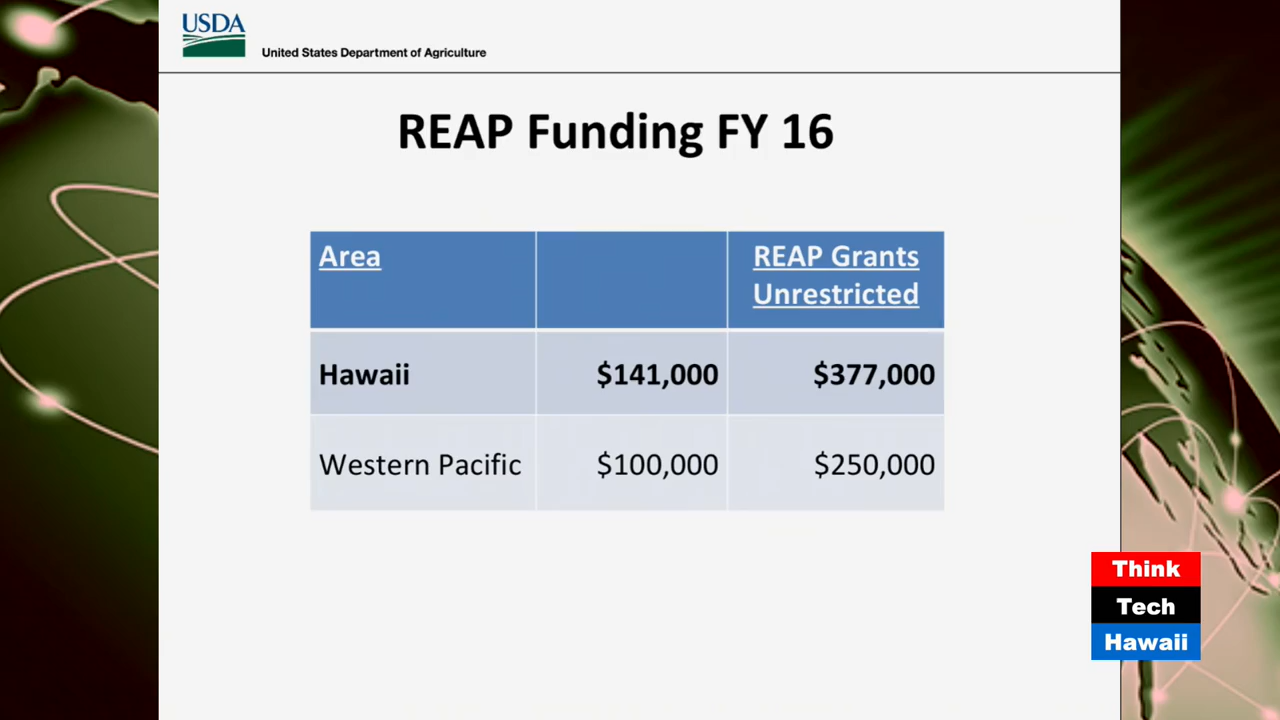 USDA
United States Department of Agriculture
REAP Funding FY 16
Area
REAP Grants
Unrestricted
Hawaii $141,000 $377,000
Western Pacific $100,000 $250,000
Think
Tech
Hawaii